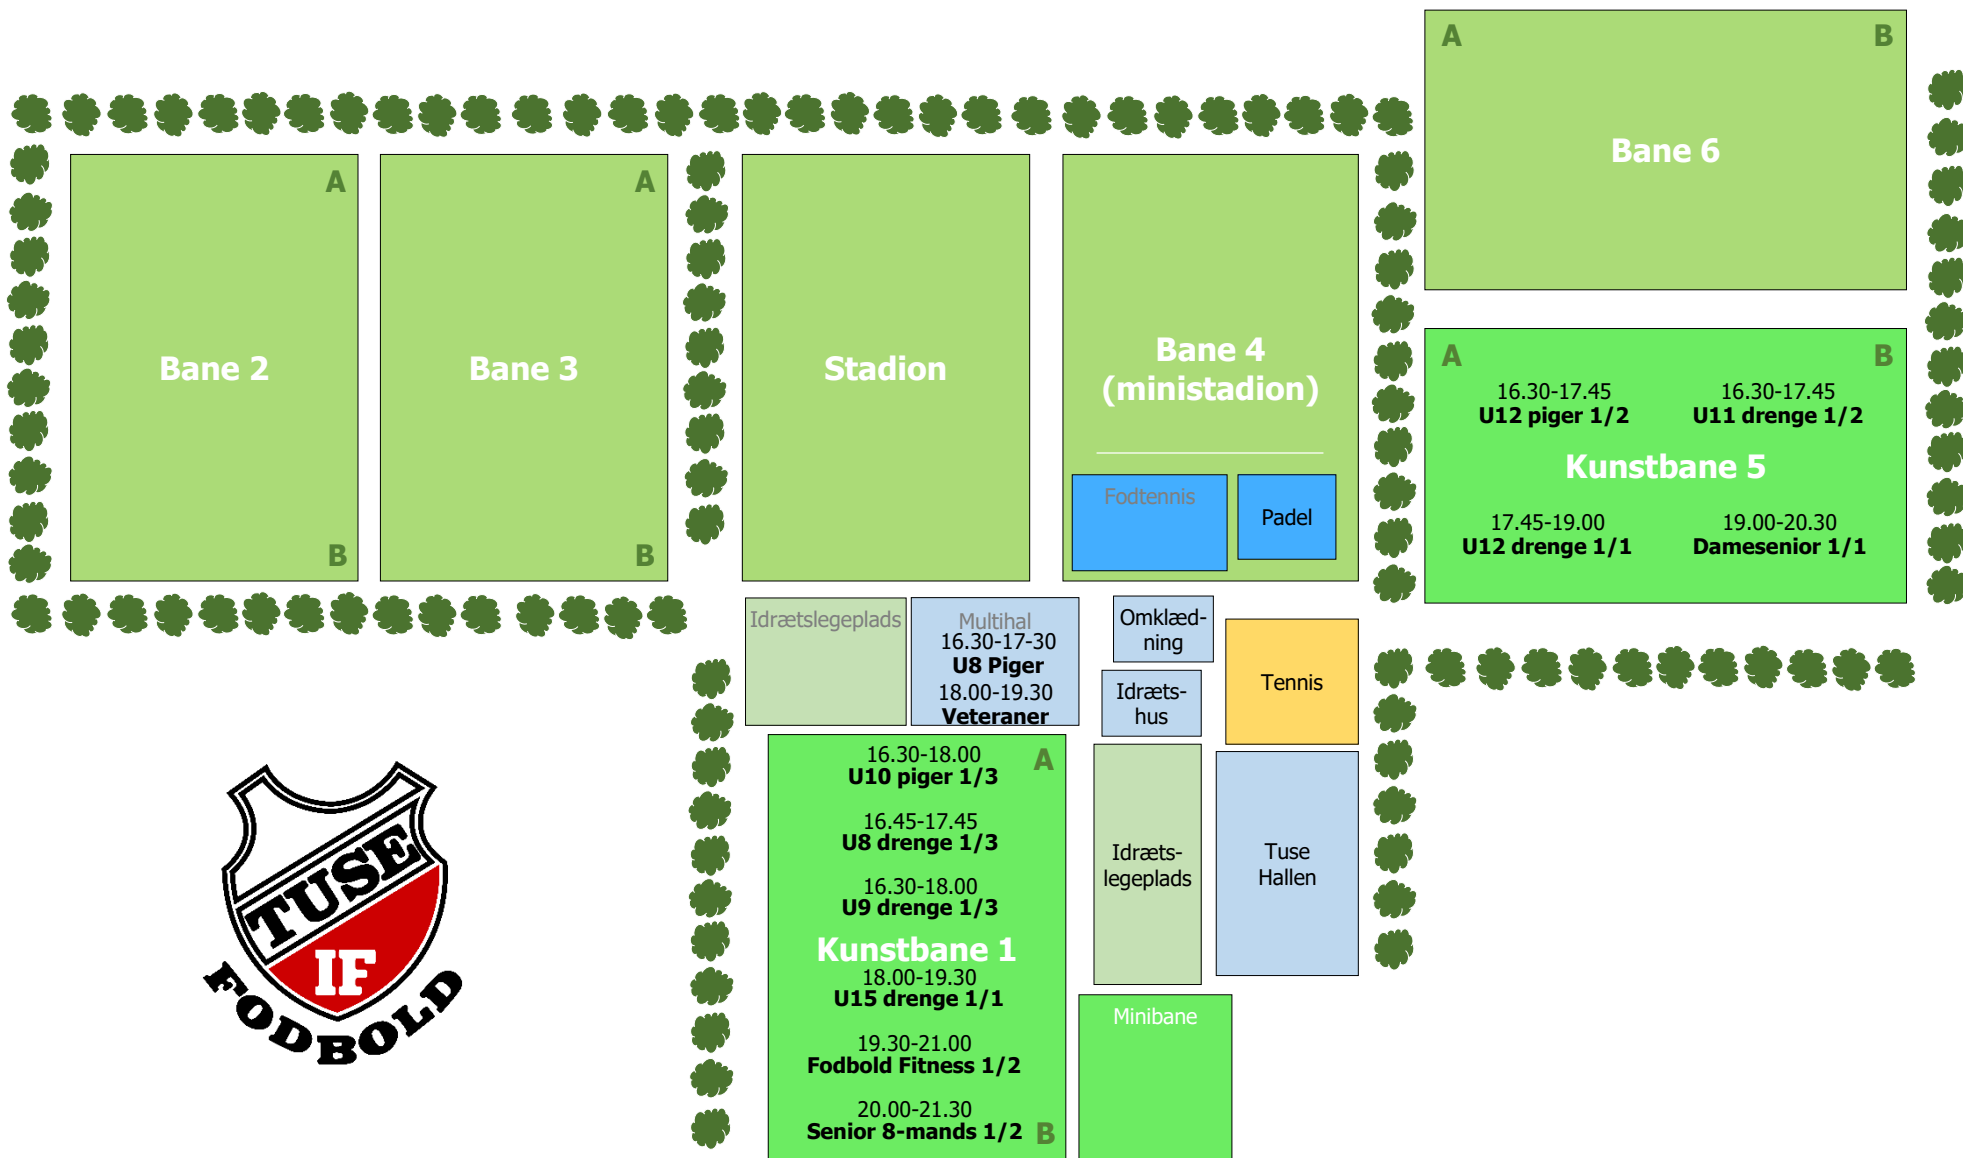 A
B
Bane 6
A
Bane 2
B
A
Bane 3
B
Stadion
Bane 4
(ministadion)
Fodtennis
Padel
A
B
16.30-17.45
U12 piger 1/2
16.30-17.45
U11 drenge 1/2
Kunstbane 5
17.45-19.00
U12 drenge 1/1
19.00-20.30
Damesenior 1/1
Idrætslegeplads
Multihal
16.30-17-30
U8 Piger
18.00-19.30
Veteraner
Omklæd-
ning
Idræts-
hus
Tennis
A
16.30-18.00
U10 piger 1/3
16.45-17.45
U8 drenge 1/3
16.30-18.00
U9 drenge 1/3
Kunstbane 1
18.00-19.30
U15 drenge 1/1
19.30-21.00
Fodbold Fitness 1/2
20.00-21.30
Senior 8-mands 1/2
B
Idræts-
legeplads
Tuse
Hallen
Minibane
TUSE
IF
FODBOLD